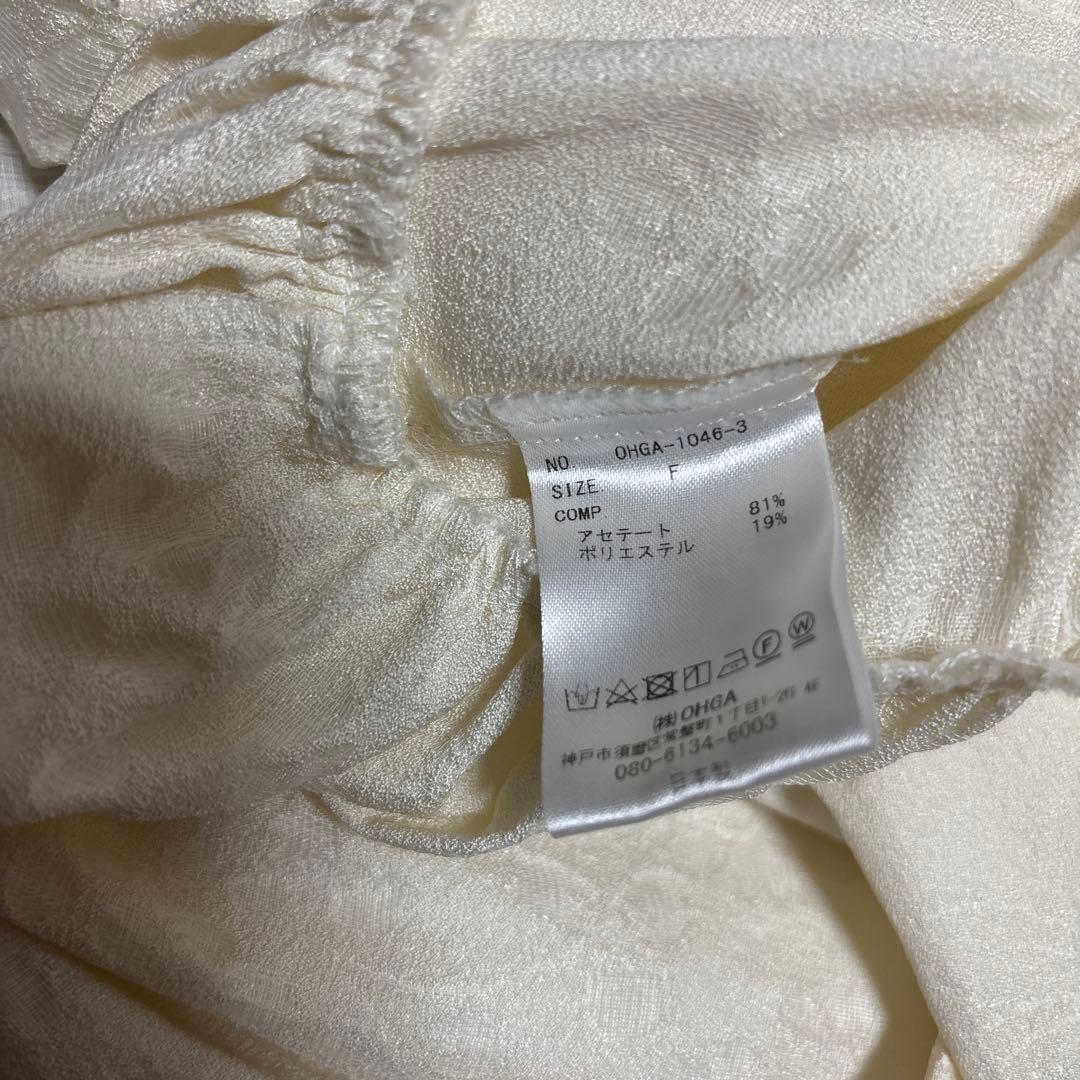 NO. OHGA-1046-3
SIZE. F
COMP
アセテート 81%
ポリエステル 19%
F W
(株)OHGA
神戸市須磨区常盤町1丁目1-20 4F
080-6134-6003
日本製